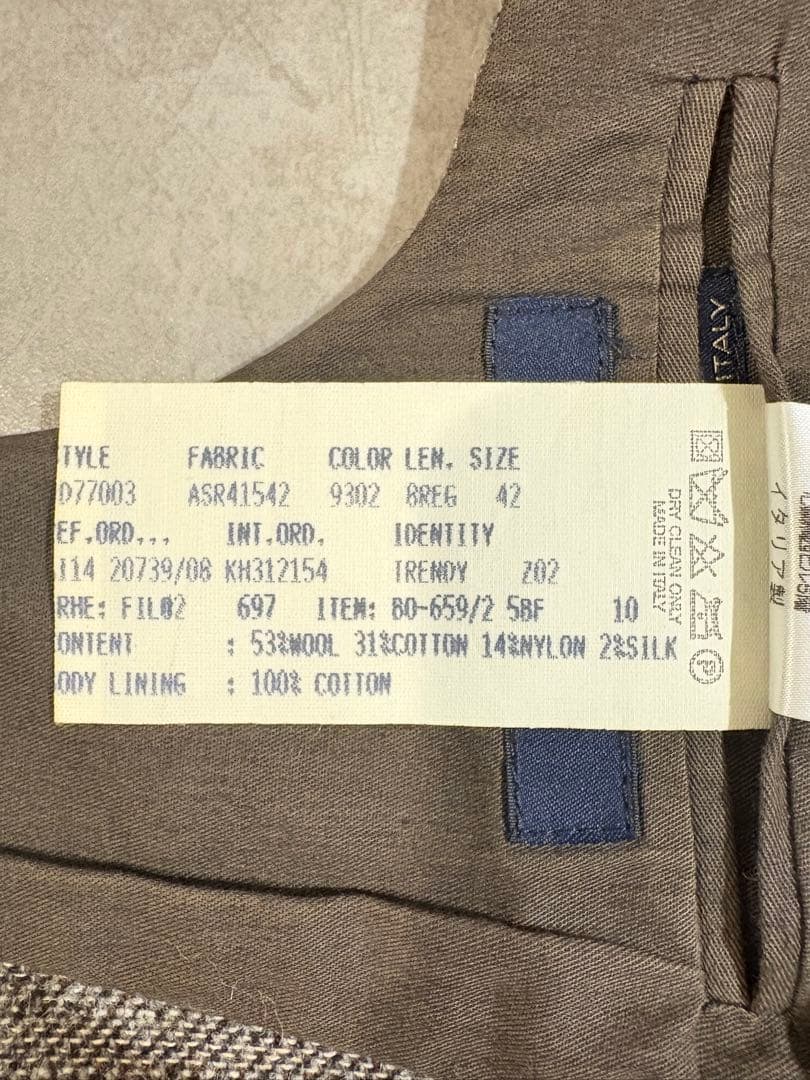 TYLE FABRIC COLOR LEN. SIZE
D77003 ASR41542 9302 8REG 42
EF.ORD... INT.ORD. IDENTITY
114 20739/08 KH312154 TRENDY Z02
RHE: FIL02 697 ITEM: 80-659/2 58F 10
ONTENT : 53%WOOL 31%COTTON 14%NYLON 2%SILK
ODY LINING : 100% COTTON
DRY CLEAN ONLY
MADE IN ITALY
P
ITALY
イタリア製